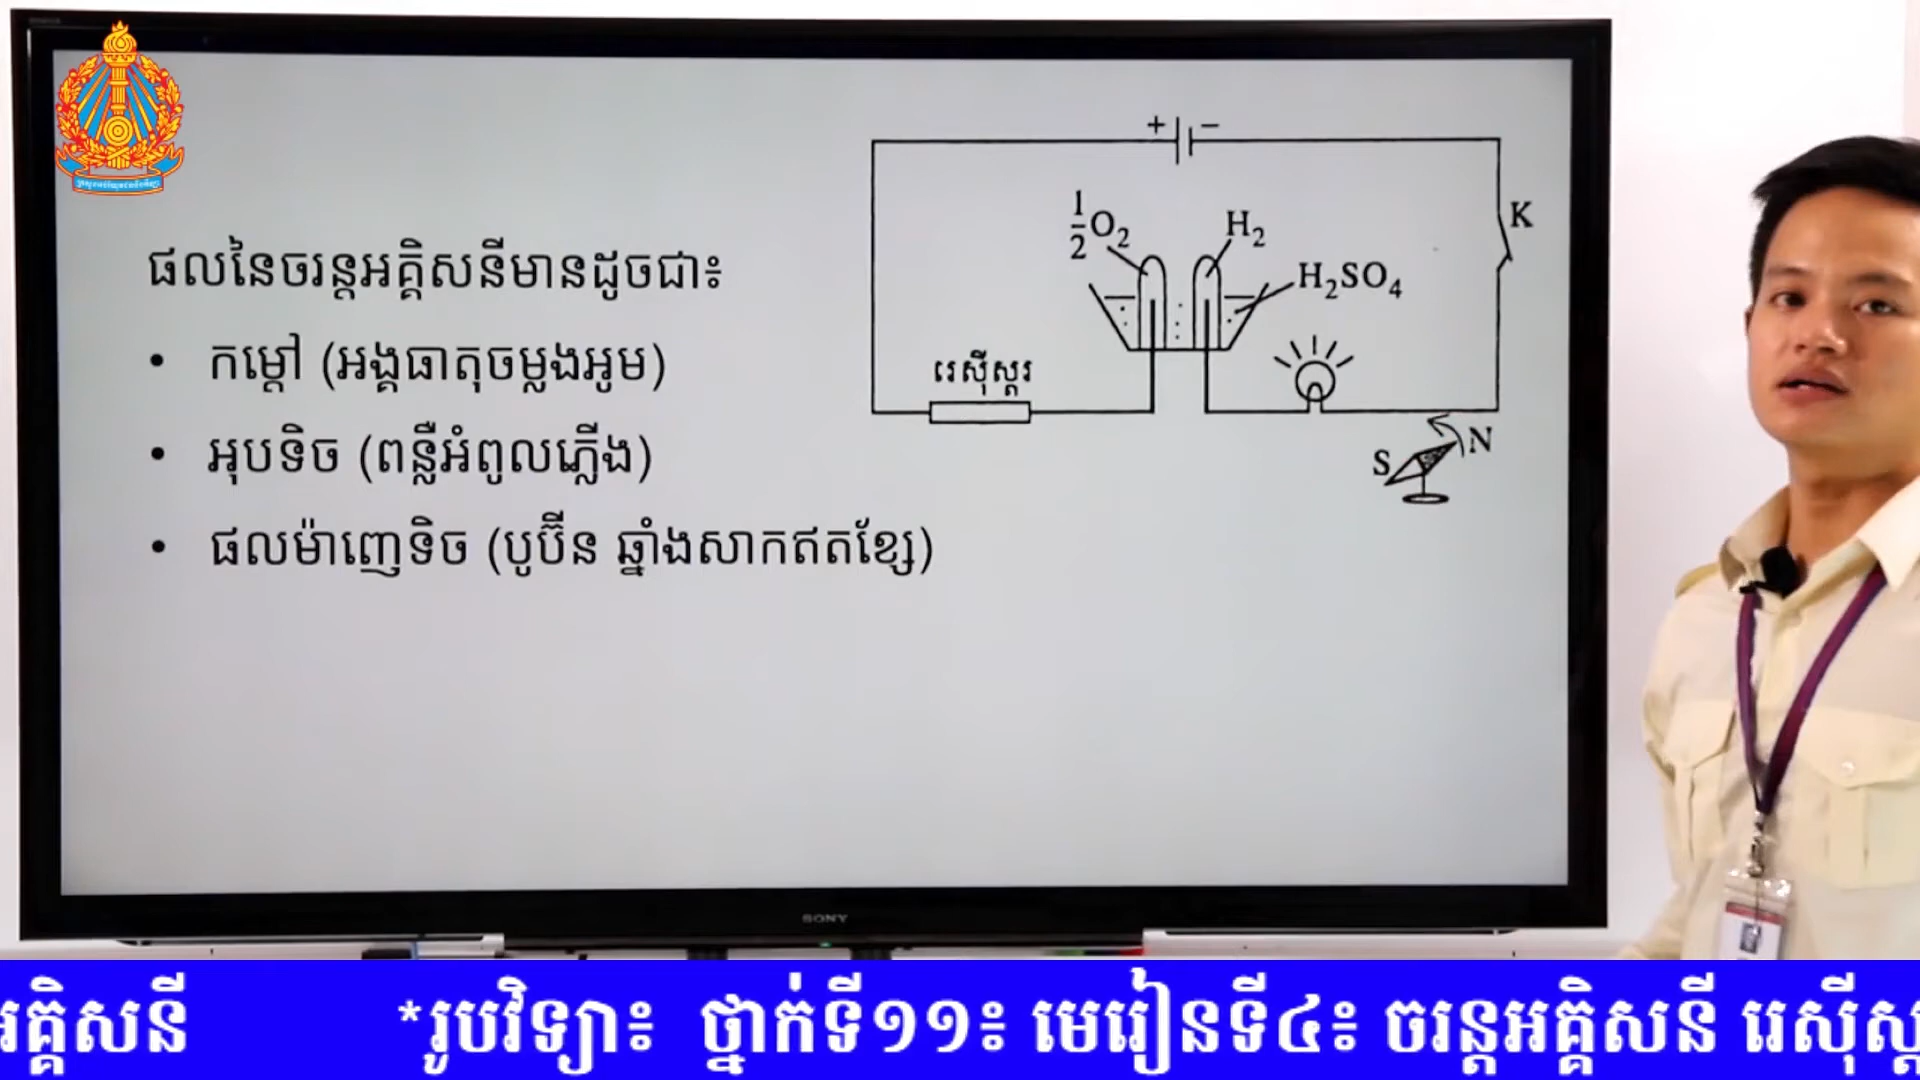 ផលនៃចរន្តអគ្គិសនីមានដូចជា៖
• កម្ដៅ (អង្គធាតុចម្លងអូម)
• អុបទិច (ពន្លឺអំពូលភ្លើង)
• ផលម៉ាញេទិច (បូប៊ីន ឆ្នាំងសាកឥតខ្សែ)
+ −
K
1/2 O₂
H₂
H₂SO₄
រេស៊ីស្តរ
S
N
SONY
អគ្គិសនី *រូបវិទ្យា៖ ថ្នាក់ទី១១៖ មេរៀនទី៤៖ ចរន្តអគ្គិសនី រេស៊ីស្ត